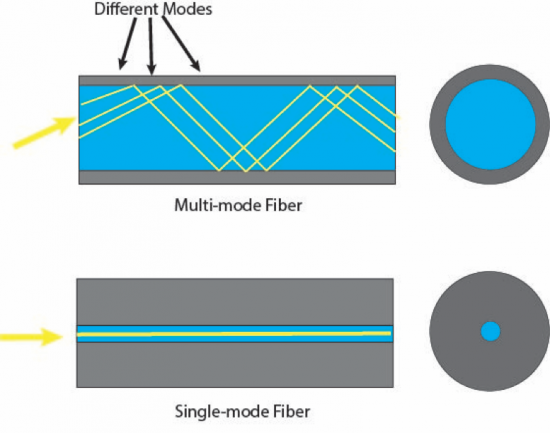 Different Modes
Multi-mode Fiber
Single-mode Fiber